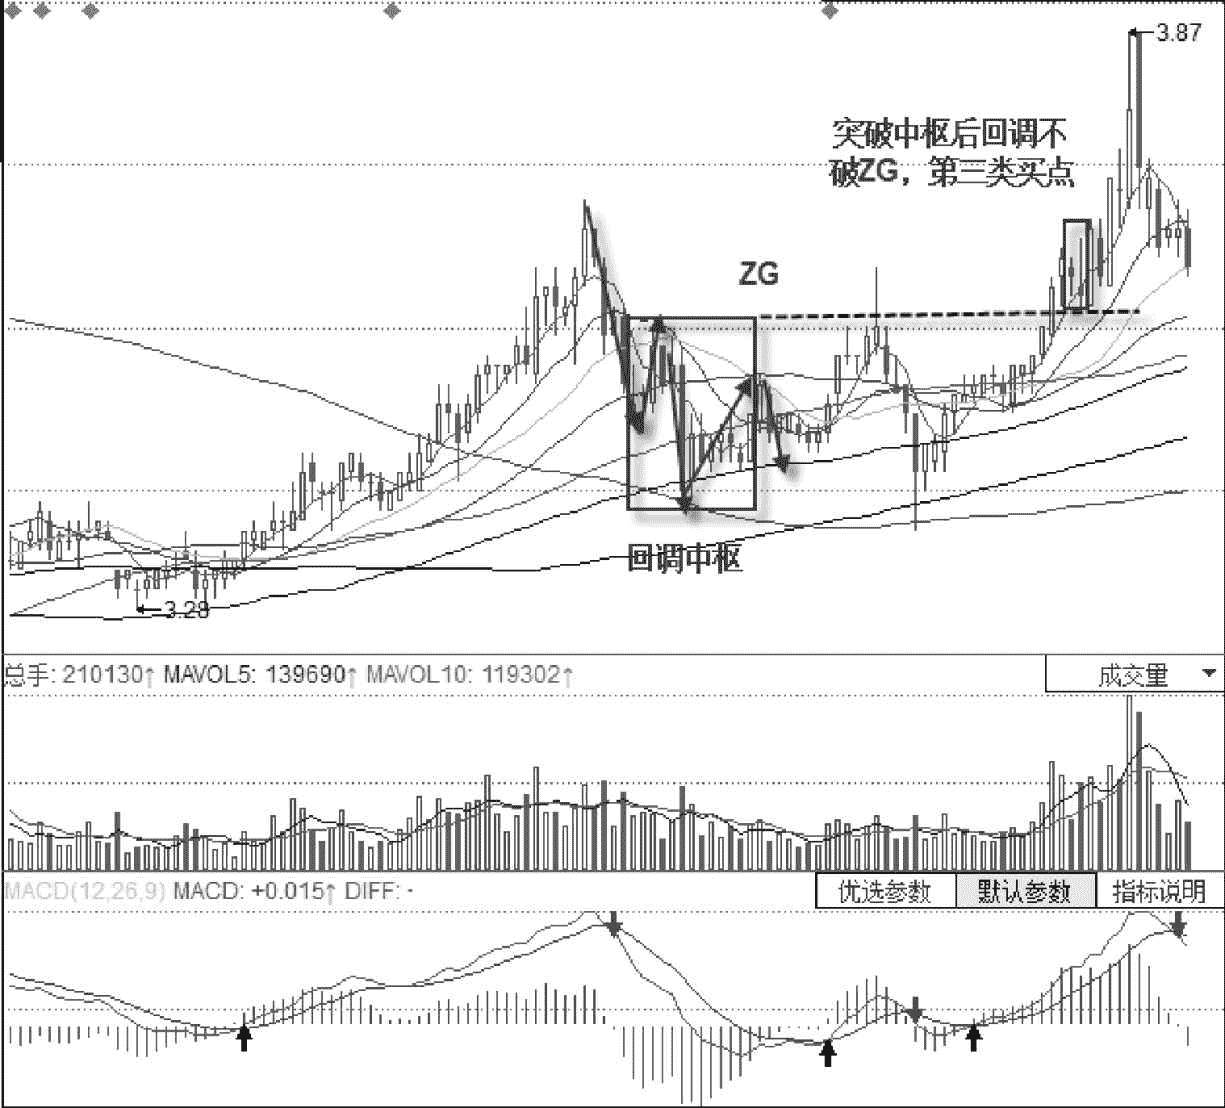 3.87
突破中枢后回调不
破ZG，第三类买点
ZG
回调中枢
3.28
总手: 210130↑ MAVOL5: 139690↑ MAVOL10: 119302↑
成交量
MACD(12,26,9) MACD: +0.015↑ DIFF: -
优选参数 默认参数 指标说明